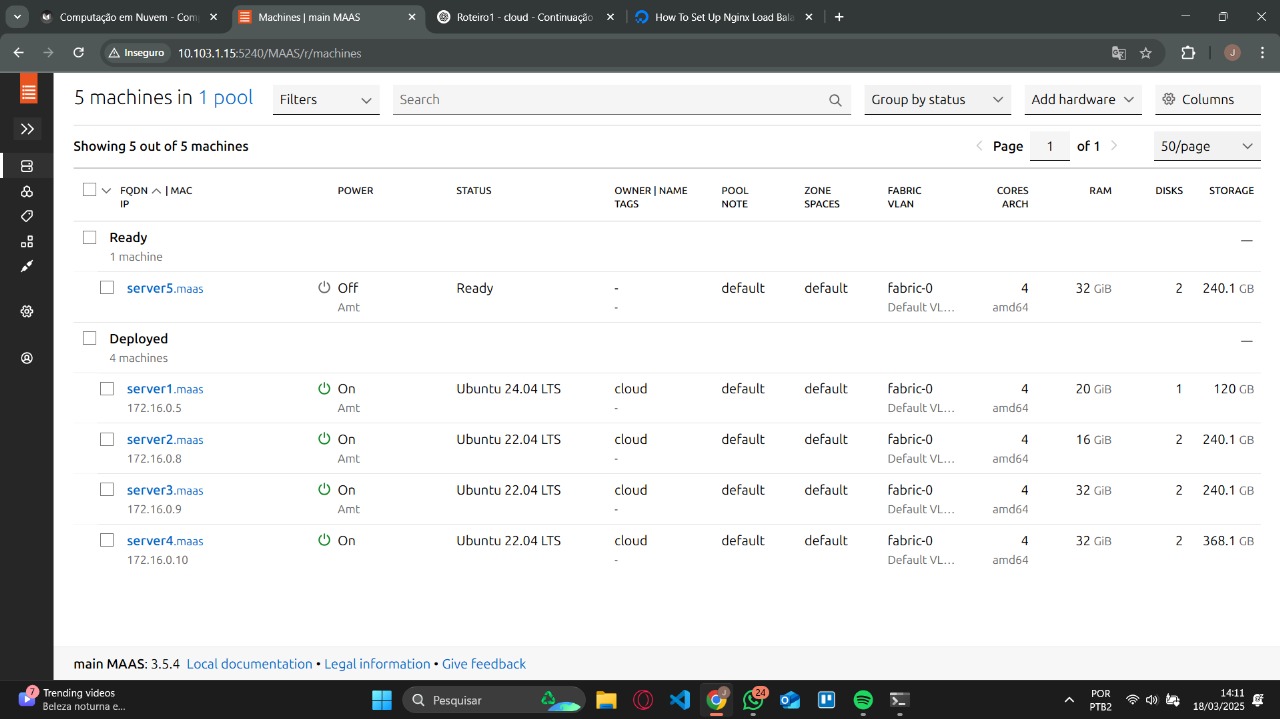 Computação em Nuvem - Com
Machines | main MAAS
Roteiro1 - cloud - Continuação
How To Set Up Nginx Load Bala
Inseguro
10.103.1.15:5240/MAAS/r/machines
J
5 machines in 1 pool
Filters
Search
Group by status
Add hardware
Columns
Showing 5 out of 5 machines
Page 1 of 1
50/page
FQDN | MAC POWER STATUS OWNER | NAME POOL ZONE FABRIC CORES RAM DISKS STORAGE
IP TAGS NOTE SPACES VLAN ARCH
Ready
1 machine
server5.maas Off Ready - default default fabric-0 4 32 GiB 2 240.1 GB
Amt - Default VL... amd64
Deployed
4 machines
server1.maas On Ubuntu 24.04 LTS cloud default default fabric-0 4 20 GiB 1 120 GB
172.16.0.5 Amt - Default VL... amd64
server2.maas On Ubuntu 22.04 LTS cloud default default fabric-0 4 16 GiB 2 240.1 GB
172.16.0.8 Amt - Default VL... amd64
server3.maas On Ubuntu 22.04 LTS cloud default default fabric-0 4 32 GiB 2 240.1 GB
172.16.0.9 Amt - Default VL... amd64
server4.maas On Ubuntu 22.04 LTS cloud default default fabric-0 4 32 GiB 2 368.1 GB
172.16.0.10 - Default VL... amd64
main MAAS: 3.5.4 Local documentation • Legal information • Give feedback
7
Trending videos
Beleza noturna e...
Pesquisar
J
24
POR
PTB2
14:11
18/03/2025